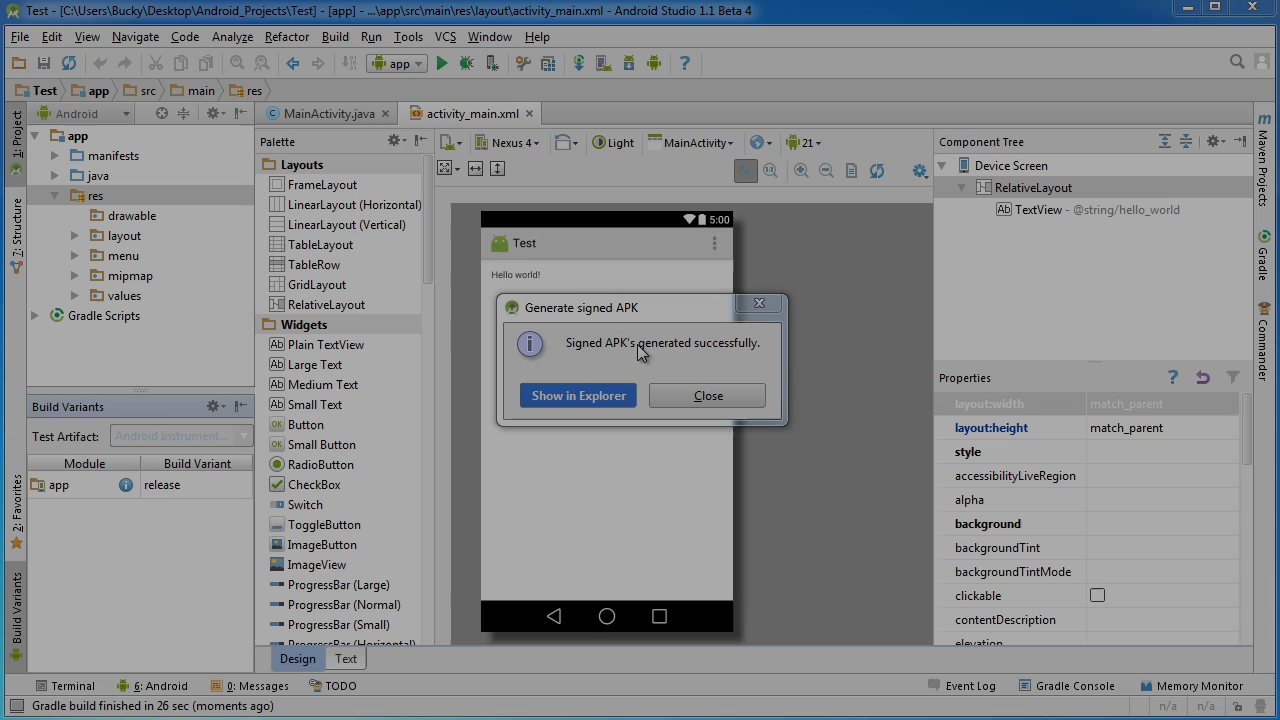 Test - [C:\Users\Bucky\Desktop\Android_Projects\Test] - [app] - ...\app\src\main\res\layout\activity_main.xml - Android Studio 1.1 Beta 4
File Edit View Navigate Code Analyze Refactor Build Run Tools VCS Window Help
app
Test app src main res
1: Project
7: Structure
2: Favorites
Build Variants
Android
app
manifests
java
res
drawable
layout
menu
mipmap
values
Gradle Scripts
Build Variants
Test Artifact: Android Instrument...
Module Build Variant
app release
MainActivity.java activity_main.xml
Palette
Layouts
FrameLayout
LinearLayout (Horizontal)
LinearLayout (Vertical)
TableLayout
TableRow
GridLayout
RelativeLayout
Widgets
Plain TextView
Large Text
Medium Text
Small Text
Button
Small Button
RadioButton
CheckBox
Switch
ToggleButton
ImageButton
ImageView
ProgressBar (Large)
ProgressBar (Normal)
ProgressBar (Small)
ProgressBar (Horizontal)
Design Text
Nexus 4 Light MainActivity 21
5:00
Test
Hello world!
Generate signed APK
Signed APK's generated successfully.
Show in Explorer Close
Component Tree
Device Screen
RelativeLayout
TextView - @string/hello_world
Properties
layout:width match_parent
layout:height match_parent
style
accessibilityLiveRegion
alpha
background
backgroundTint
backgroundTintMode
clickable
contentDescription
elevation
Maven Projects
Gradle
Commander
Terminal 6: Android 0: Messages TODO Event Log Gradle Console Memory Monitor
Gradle build finished in 26 sec (moments ago) n/a n/a